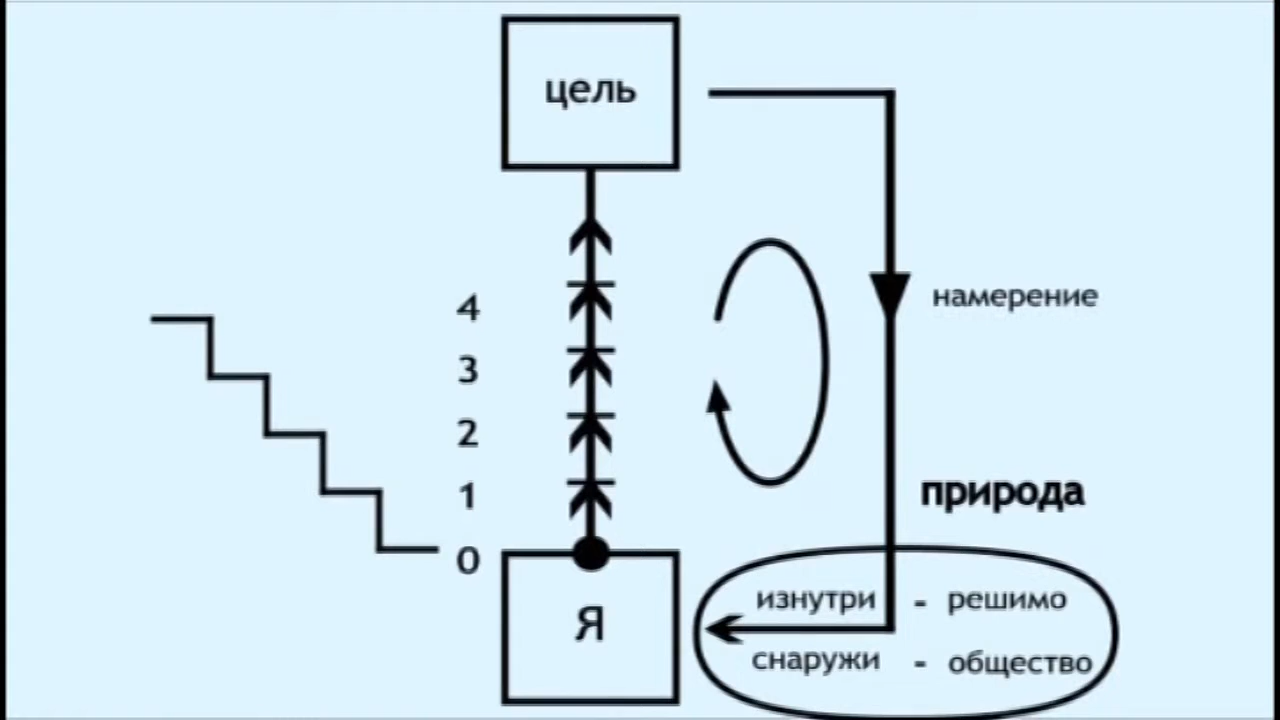 цель
намерение
4
3
2
1
0
природа
Я
изнутри - решимо
снаружи - общество